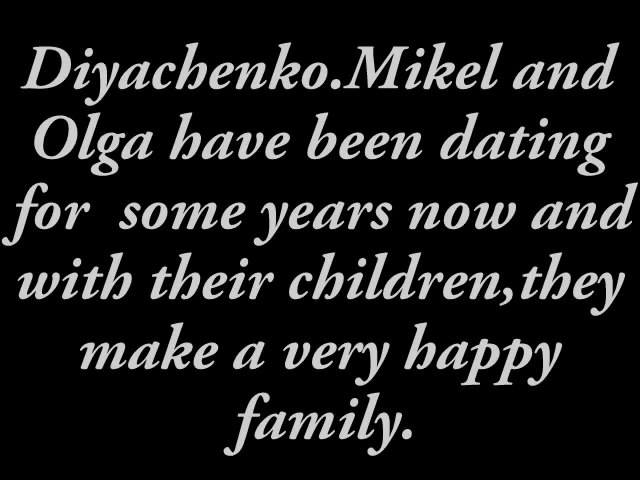 Diyachenko.Mikel and
Olga have been dating
for  some years now and
with their children,they
make a very happy
family.